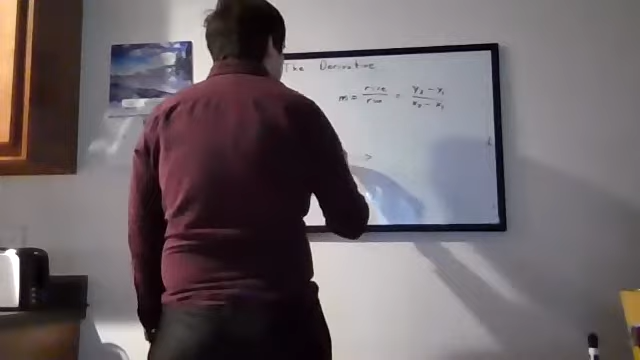 The Derivative
m = rise/run = y₂ - y₁/x₂ - x₁
>